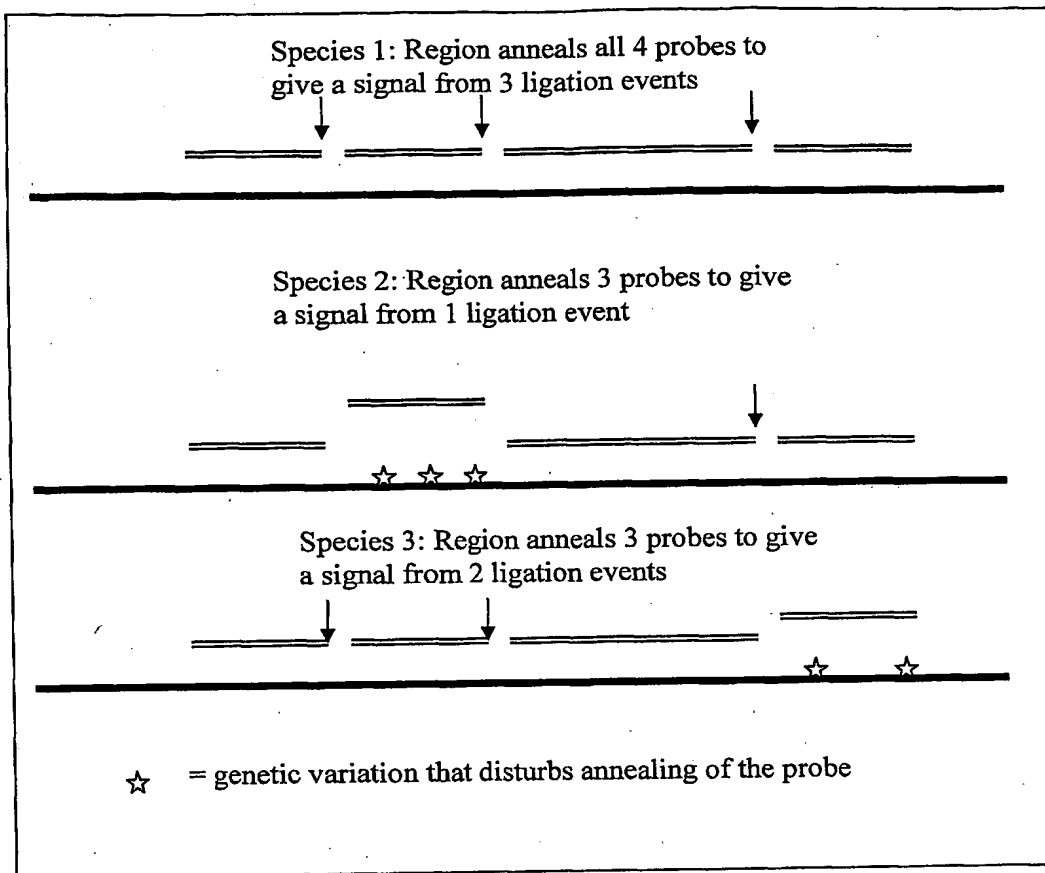 Species 1: Region anneals all 4 probes to
give a signal from 3 ligation events
Species 2: Region anneals 3 probes to give
a signal from 1 ligation event
Species 3: Region anneals 3 probes to give
a signal from 2 ligation events
☆ = genetic variation that disturbs annealing of the probe